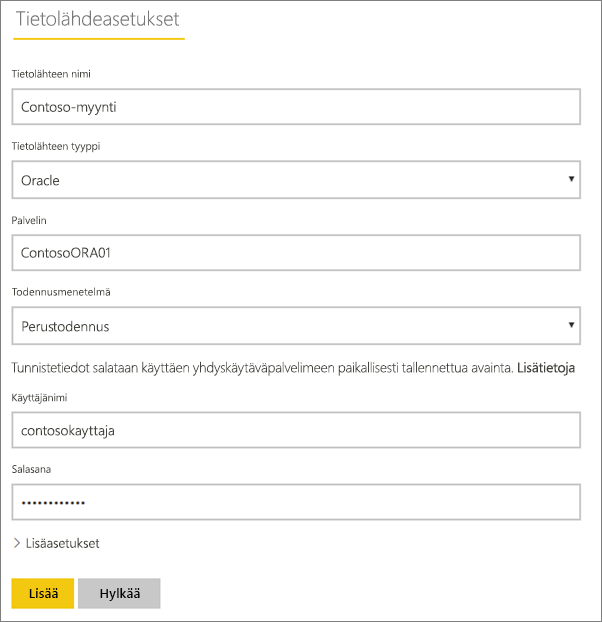 Tietolähdeasetukset
Tietolähteen nimi
Contoso-myynti
Tietolähteen tyyppi
Oracle
Palvelin
ContosoORA01
Todennusmenetelmä
Perustodennus
Tunnistetiedot salataan käyttäen yhdyskäytäväpalvelimeen paikallisesti tallennettua avainta. Lisätietoja
Käyttäjänimi
contosokayttaja
Salasana
••••••••••••
Lisäasetukset
Lisää Hylkää